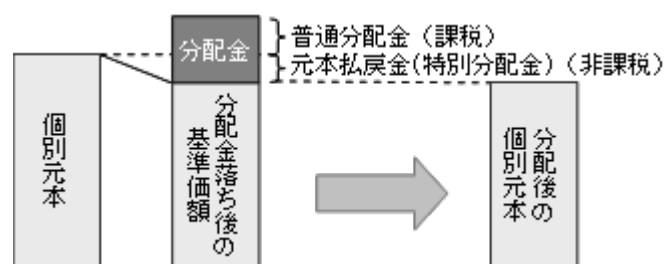 分配金
普通分配金（課税）
元本払戻金(特別分配金)（非課税）
個別元本
分配金落ち後の
基準価額
分配後の
個別元本